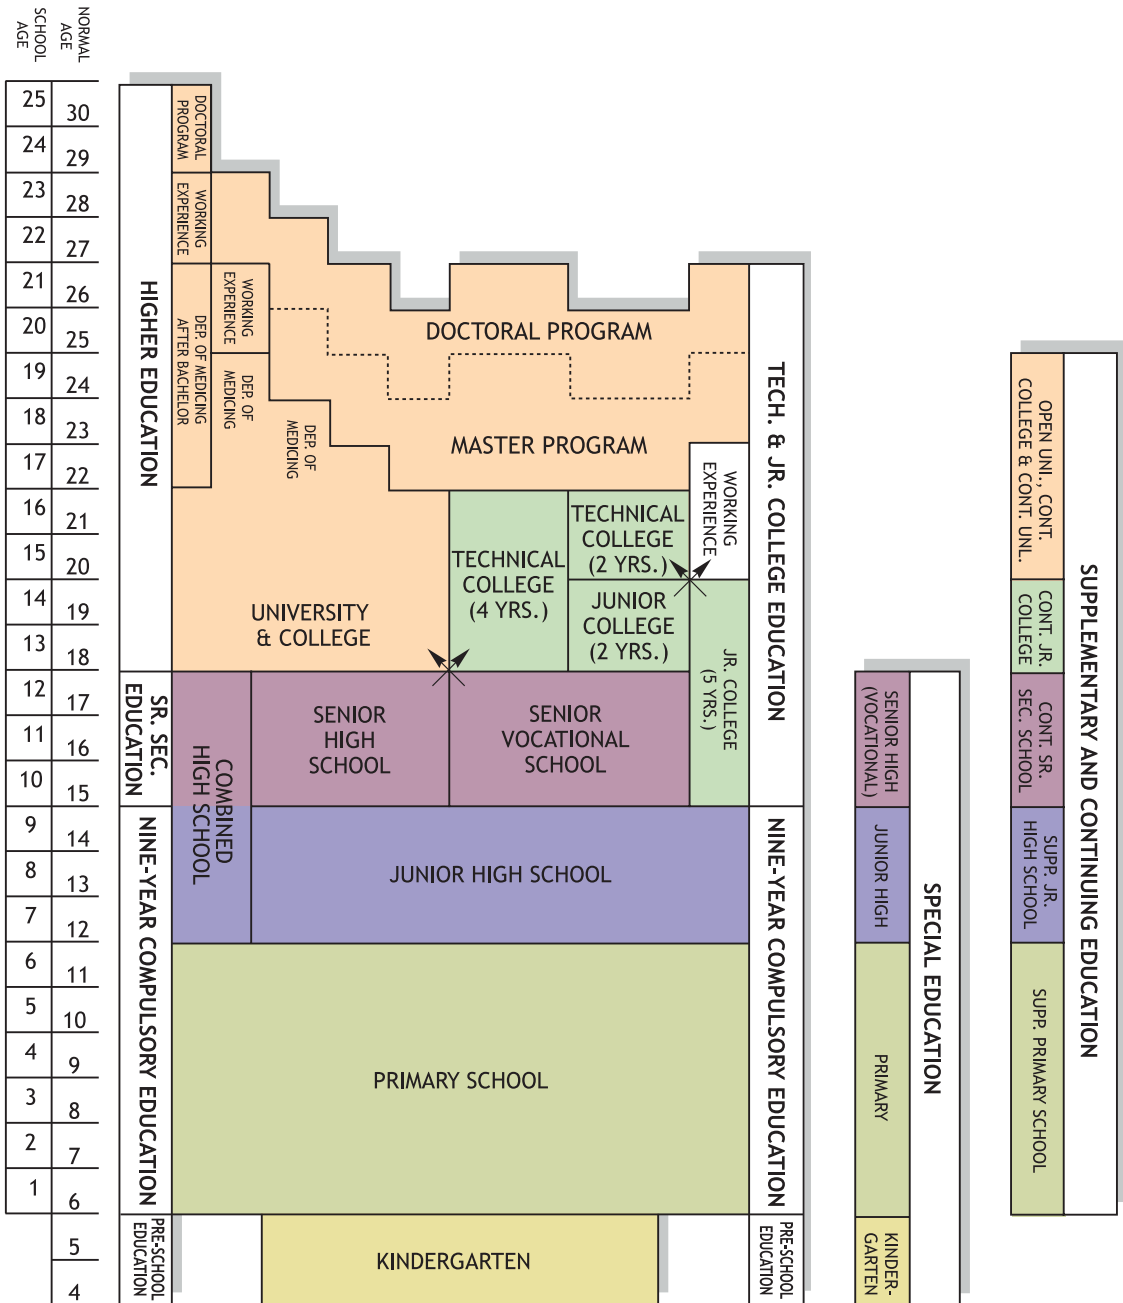 SCHOOL
AGE
NORMAL
AGE
25
24
23
22
21
20
19
18
17
16
15
14
13
12
11
10
9
8
7
6
5
4
3
2
1
30
29
28
27
26
25
24
23
22
21
20
19
18
17
16
15
14
13
12
11
10
9
8
7
6
5
4
HIGHER EDUCATION
SR. SEC.
EDUCATION
NINE-YEAR COMPULSORY EDUCATION
PRE-SCHOOL
EDUCATION
DOCTORAL
PROGRAM
WORKING
EXPERIENCE
DEP. OF MEDICING
AFTER BACHELOR
WORKING
EXPERIENCE
DEP. OF
MEDICING
DEP. OF
MEDICING
DOCTORAL PROGRAM
MASTER PROGRAM
WORKING
EXPERIENCE
UNIVERSITY
& COLLEGE
TECHNICAL
COLLEGE
(4 YRS.)
TECHNICAL
COLLEGE
(2 YRS.)
JUNIOR
COLLEGE
(2 YRS.)
JR. COLLEGE
(5 YRS.)
COMBINED
HIGH SCHOOL
SENIOR
HIGH
SCHOOL
SENIOR
VOCATIONAL
SCHOOL
JUNIOR HIGH SCHOOL
PRIMARY SCHOOL
KINDERGARTEN
TECH. & JR. COLLEGE EDUCATION
NINE-YEAR COMPULSORY EDUCATION
PRE-SCHOOL
EDUCATION
SENIOR HIGH
(VOCATIONAL)
JUNIOR HIGH
PRIMARY
KINDER-
GARTEN
SPECIAL EDUCATION
OPEN UNI., CONT.
COLLEGE & CONT. UNL.
CONT. JR.
COLLEGE
CONT. SR.
SEC. SCHOOL
SUPP. JR.
HIGH SCHOOL
SUPP. PRIMARY SCHOOL
SUPPLEMENTARY AND CONTINUING EDUCATION